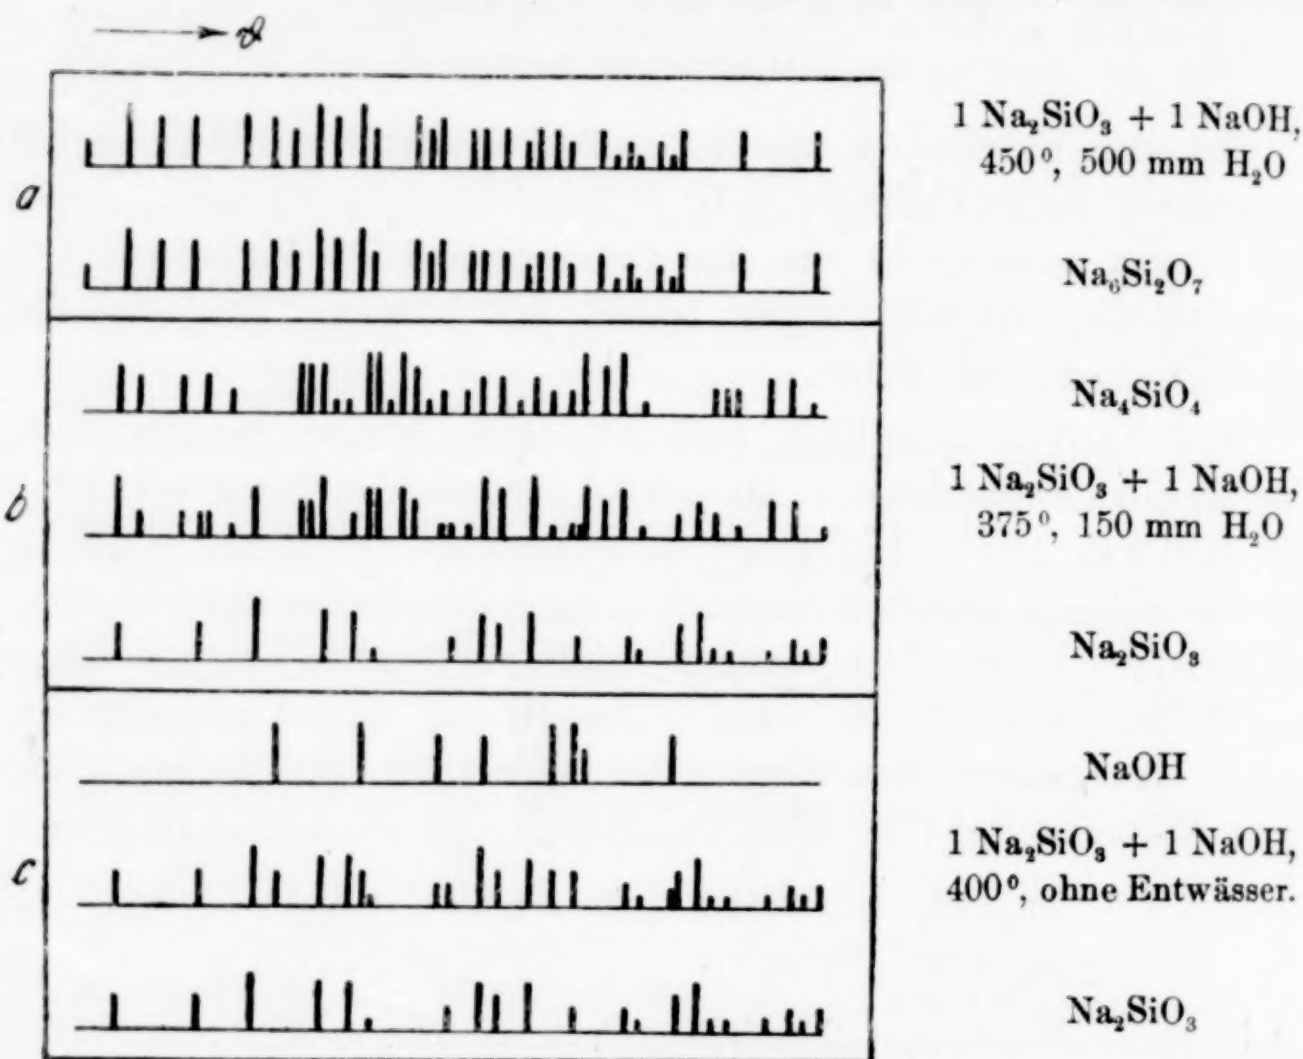 ϑ
a
1 Na₂SiO₃ + 1 NaOH,
450°, 500 mm H₂O
Na₆Si₂O₇
b
Na₄SiO₄
1 Na₂SiO₃ + 1 NaOH,
375°, 150 mm H₂O
Na₂SiO₃
c
NaOH
1 Na₂SiO₃ + 1 NaOH,
400°, ohne Entwässer.
Na₂SiO₃